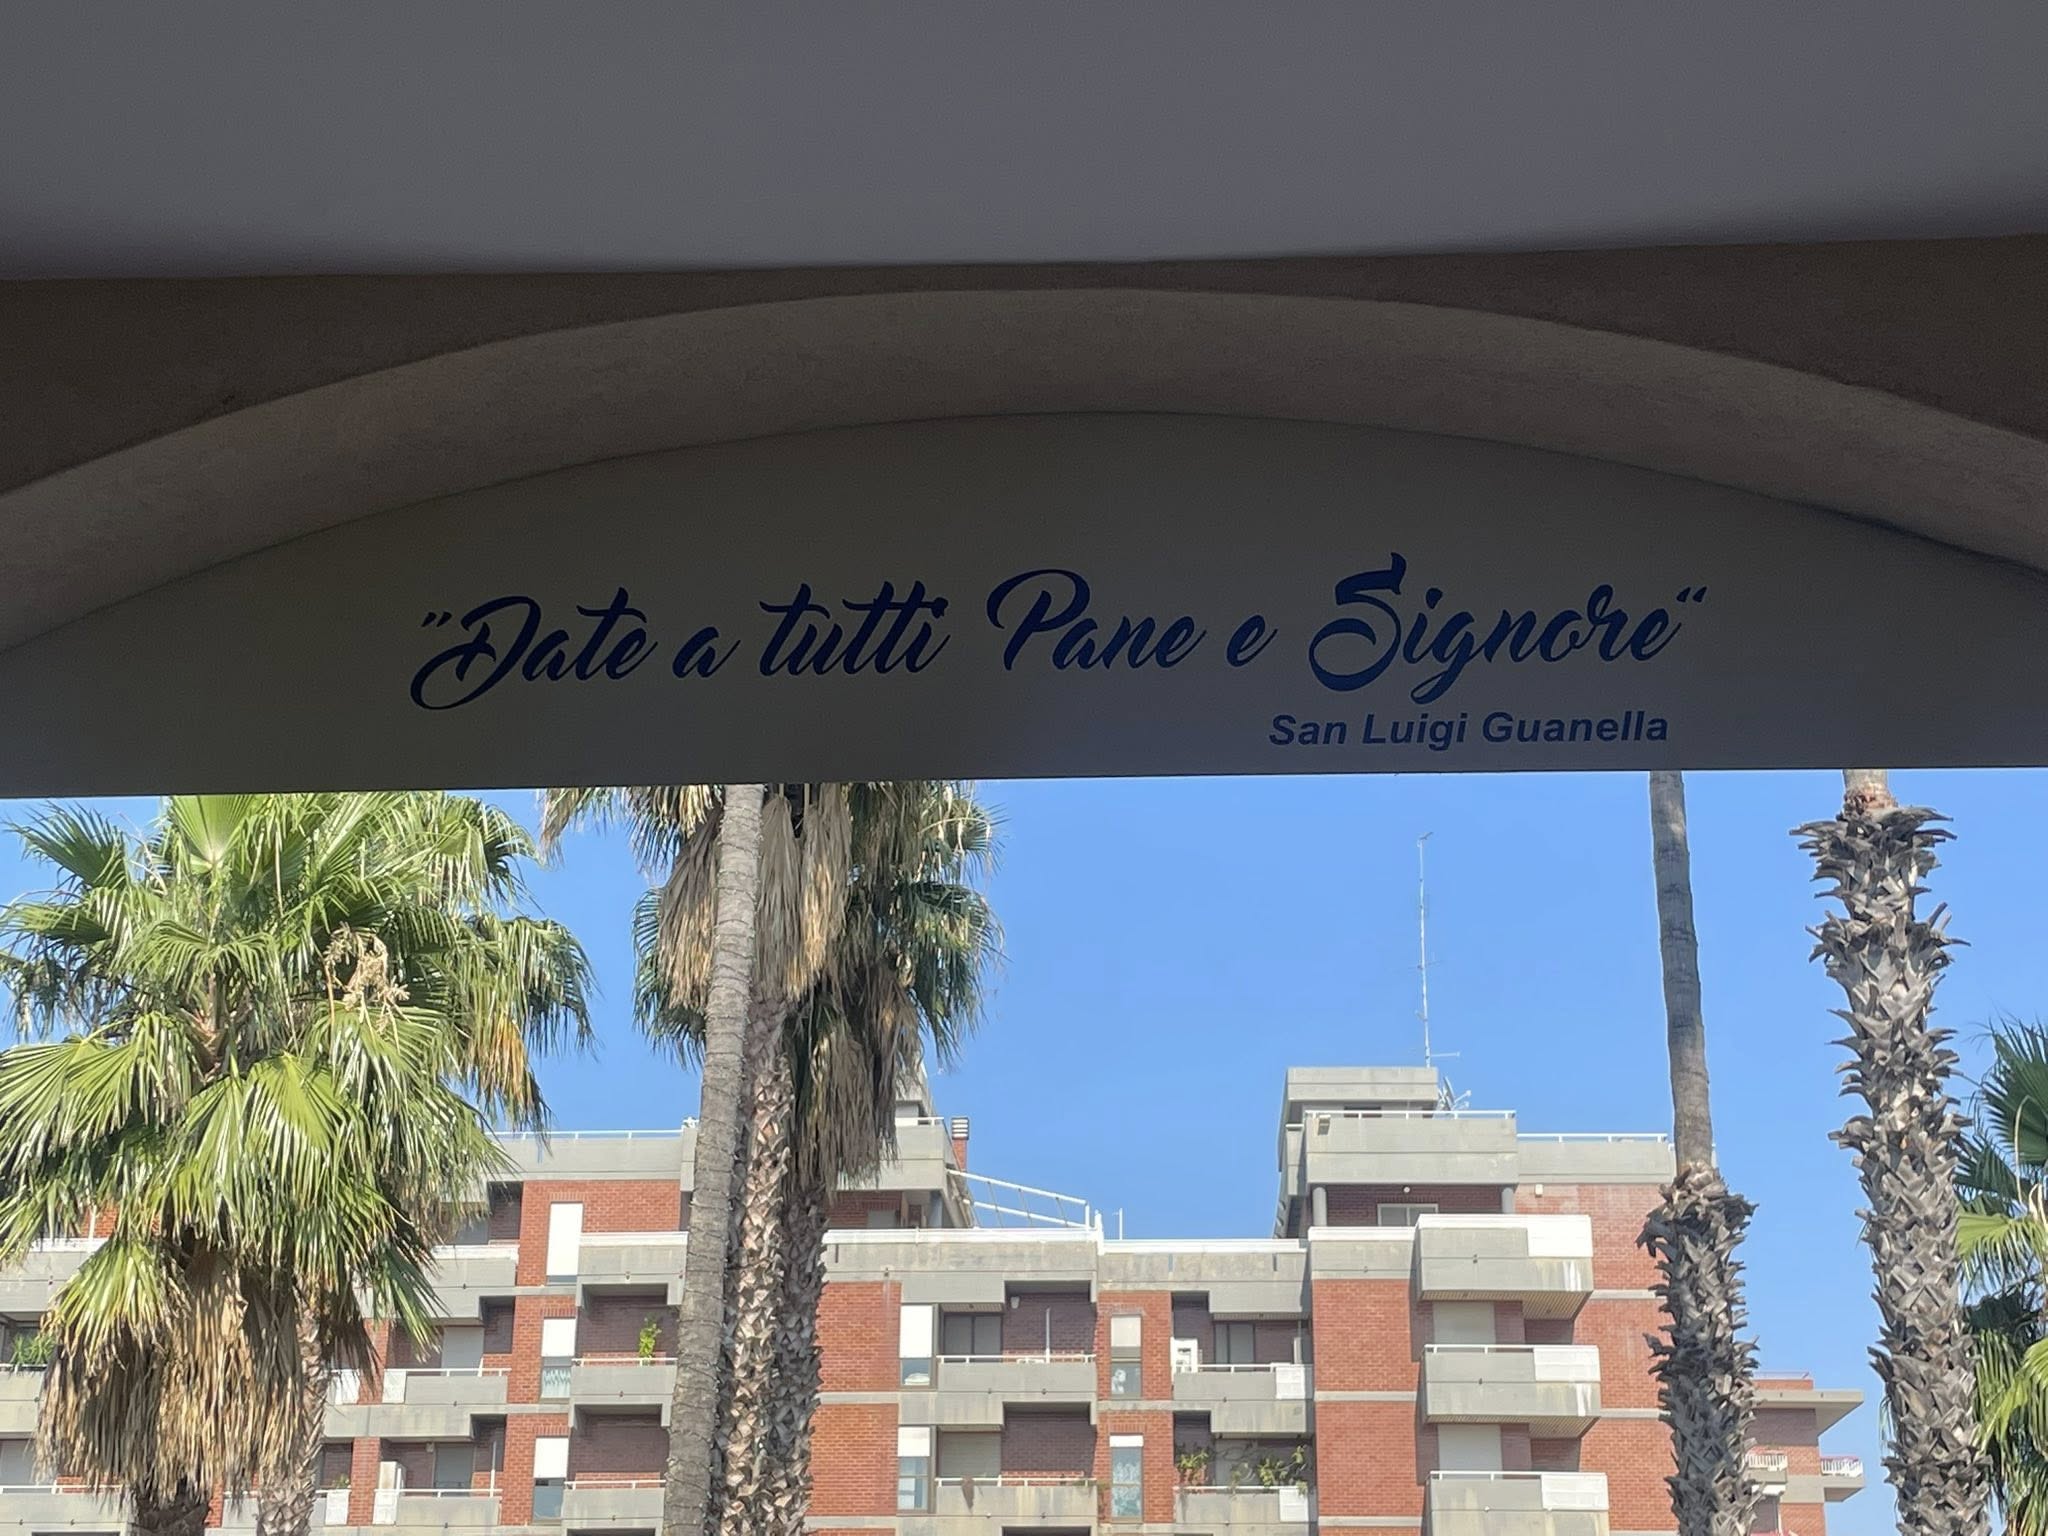 "Date a tutti Pane e Signore"
San Luigi Guanella